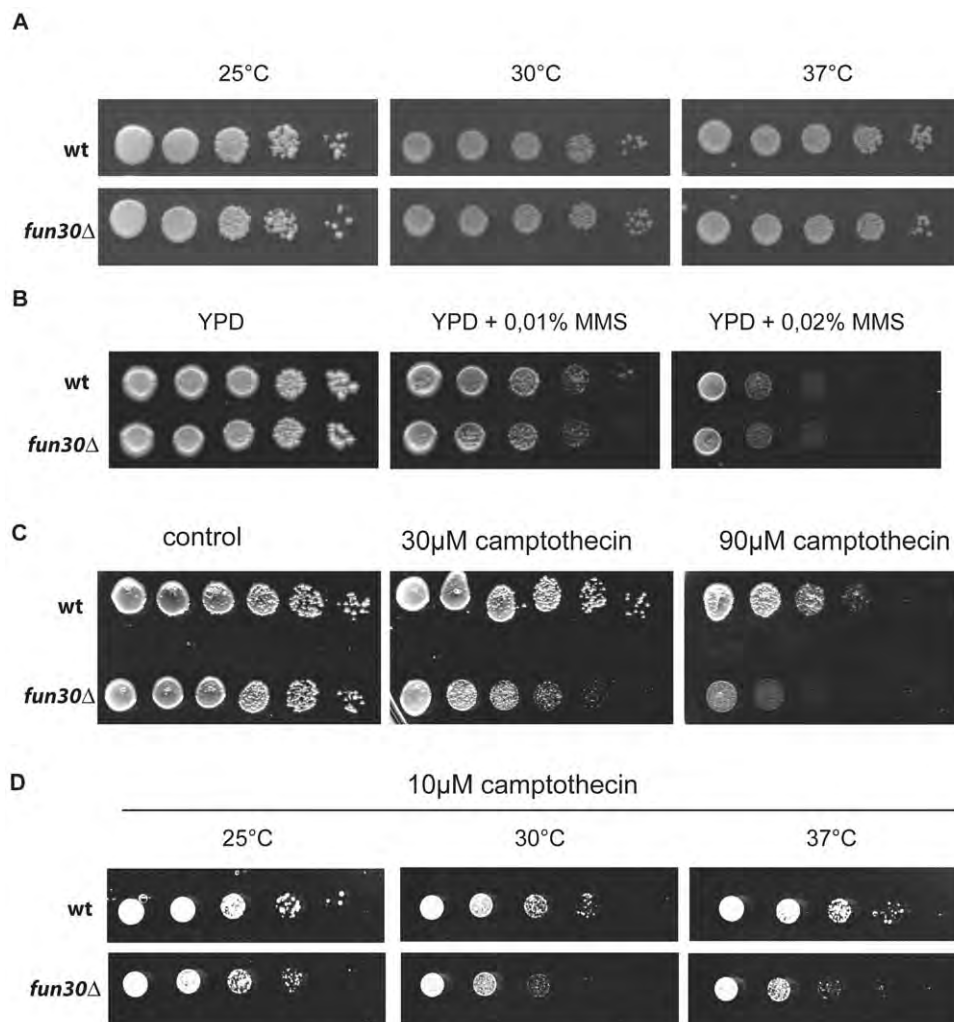 A
25°C 30°C 37°C
wt
fun30Δ
B
YPD YPD + 0,01% MMS YPD + 0,02% MMS
wt
fun30Δ
C
control 30µM camptothecin 90µM camptothecin
wt
fun30Δ
D
10µM camptothecin
25°C 30°C 37°C
wt
fun30Δ